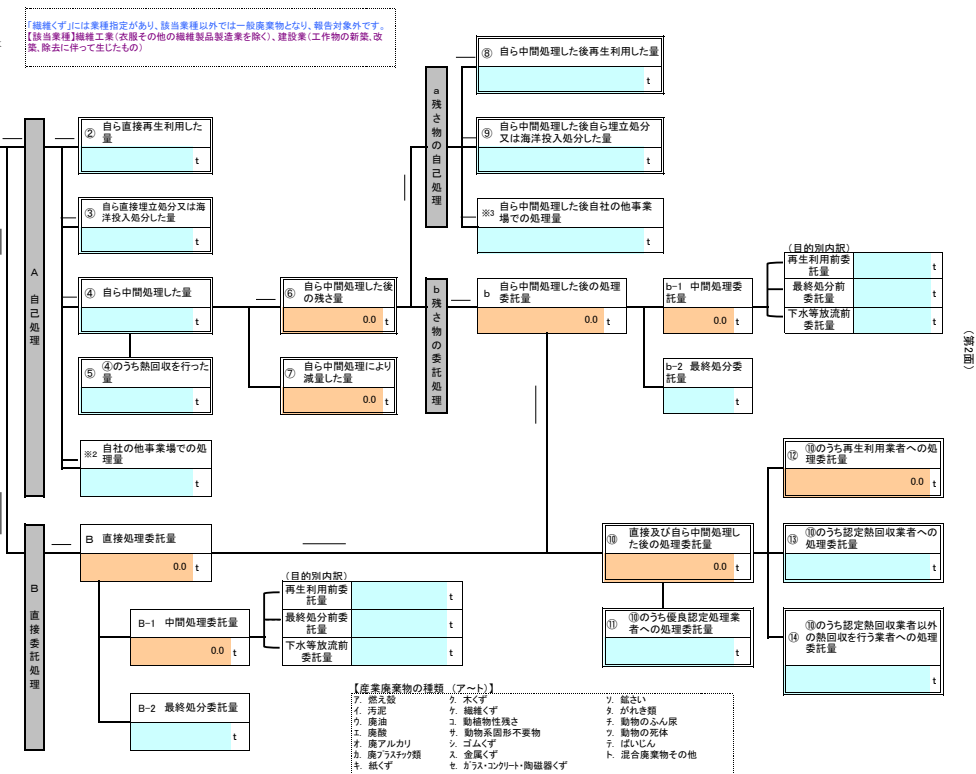 「繊維くず」には業種指定があり、該当業種以外では一般廃棄物となり、報告対象外です。
【該当業種】繊維工業(衣服その他の繊維製品製造業を除く)、建設業(工作物の新築、改
築、除去に伴って生じたもの)
A 自己処理
② 自ら直接再生利用した
量
t
③ 自ら直接埋立処分又は海
洋投入処分した量
t
④ 自ら中間処理した量
t
⑤ ④のうち熱回収を行った
量
t
※2 自社の他事業場での処
理量
t
⑥ 自ら中間処理した後
の残さ量
0.0 t
⑦ 自ら中間処理により
減量した量
0.0 t
a 残さ物の自己処理
⑧ 自ら中間処理した後再生利用した量
t
⑨ 自ら中間処理した後自ら埋立処分
又は海洋投入処分した量
t
※3 自ら中間処理した後自社の他事業
場での処理量
t
b 残さ物の委託処理
b 自ら中間処理した後の処理
委託量
0.0 t
b-1 中間処理委
託量
0.0 t
(目的別内訳)
再生利用前委
託量
t
最終処分前
委託量
t
下水等放流前
委託量
t
b-2 最終処分委
託量
t
(第2面)
B 直接委託処理
B 直接処理委託量
0.0 t
B-1 中間処理委託量
0.0 t
(目的別内訳)
再生利用前委
託量
t
最終処分前委
託量
t
下水等放流前
委託量
t
B-2 最終処分委託量
t
⑩ 直接及び自ら中間処理し
た後の処理委託量
0.0 t
⑪ ⑩のうち優良認定処理業
者への処理委託量
t
⑫ ⑩のうち再生利用業者への処
理委託量
0.0 t
⑬ ⑩のうち認定熱回収業者への
処理委託量
t
⑭ ⑩のうち認定熱回収業者以外
の熱回収を行う業者への処理
委託量
t
【産業廃棄物の種類 (ア~ト)】
ア. 燃え殻
イ. 汚泥
ウ. 廃油
エ. 廃酸
オ. 廃アルカリ
カ. 廃プラスチック類
キ. 紙くず
ク. 木くず
ケ. 繊維くず
コ. 動植物性残さ
サ. 動物系固形不要物
シ. ゴムくず
ス. 金属くず
セ. ガラス・コンクリート・陶磁器くず
ソ. 鉱さい
タ. がれき類
チ. 動物のふん尿
ツ. 動物の死体
テ. ばいじん
ト. 混合廃棄物その他